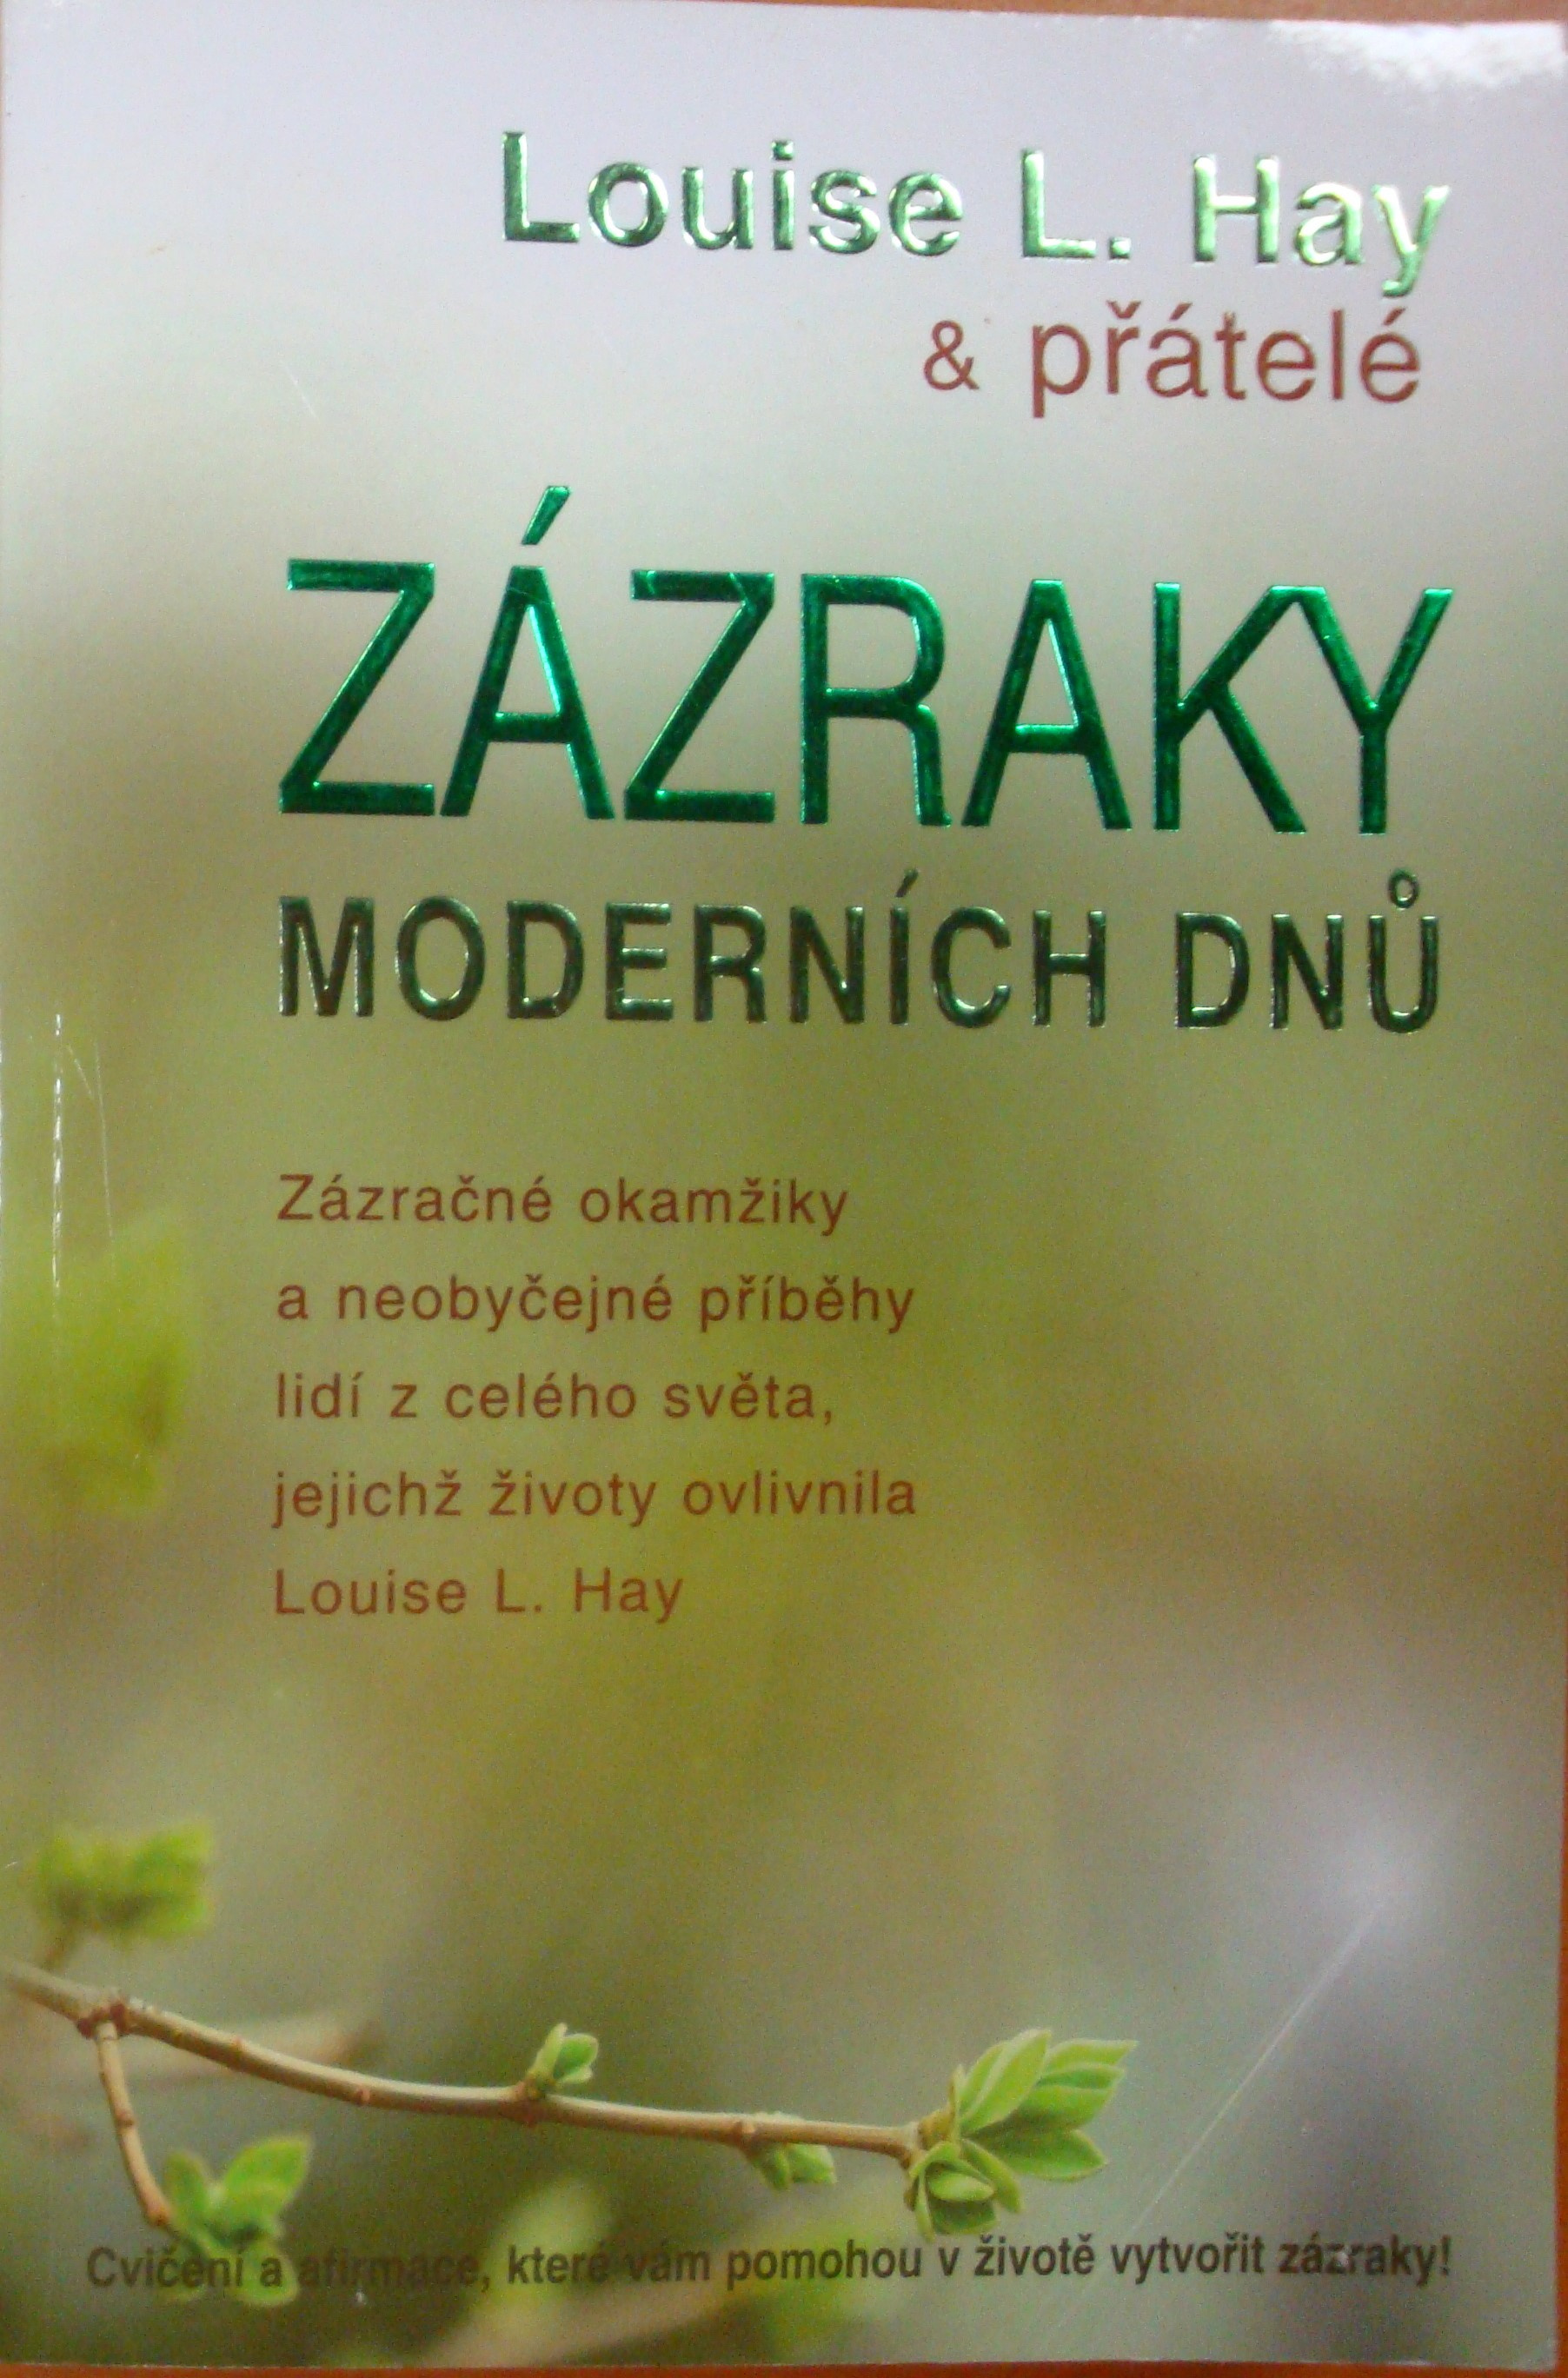 Louise L. Hay
& přátelé
ZÁZRAKY
MODERNÍCH DNŮ
Zázračné okamžiky
a neobyčejné příběhy
lidí z celého světa,
jejichž životy ovlivnila
Louise L. Hay
Cvičení a afirmace, které vám pomohou v životě vytvořit zázraky!